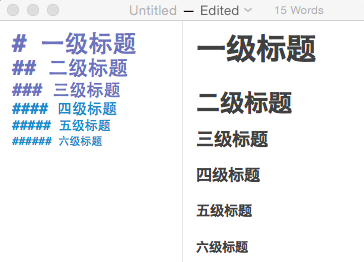 Untitled — Edited
15 Words
# 一级标题
## 二级标题
### 三级标题
#### 四级标题
##### 五级标题
###### 六级标题
一级标题
二级标题
三级标题
四级标题
五级标题
六级标题